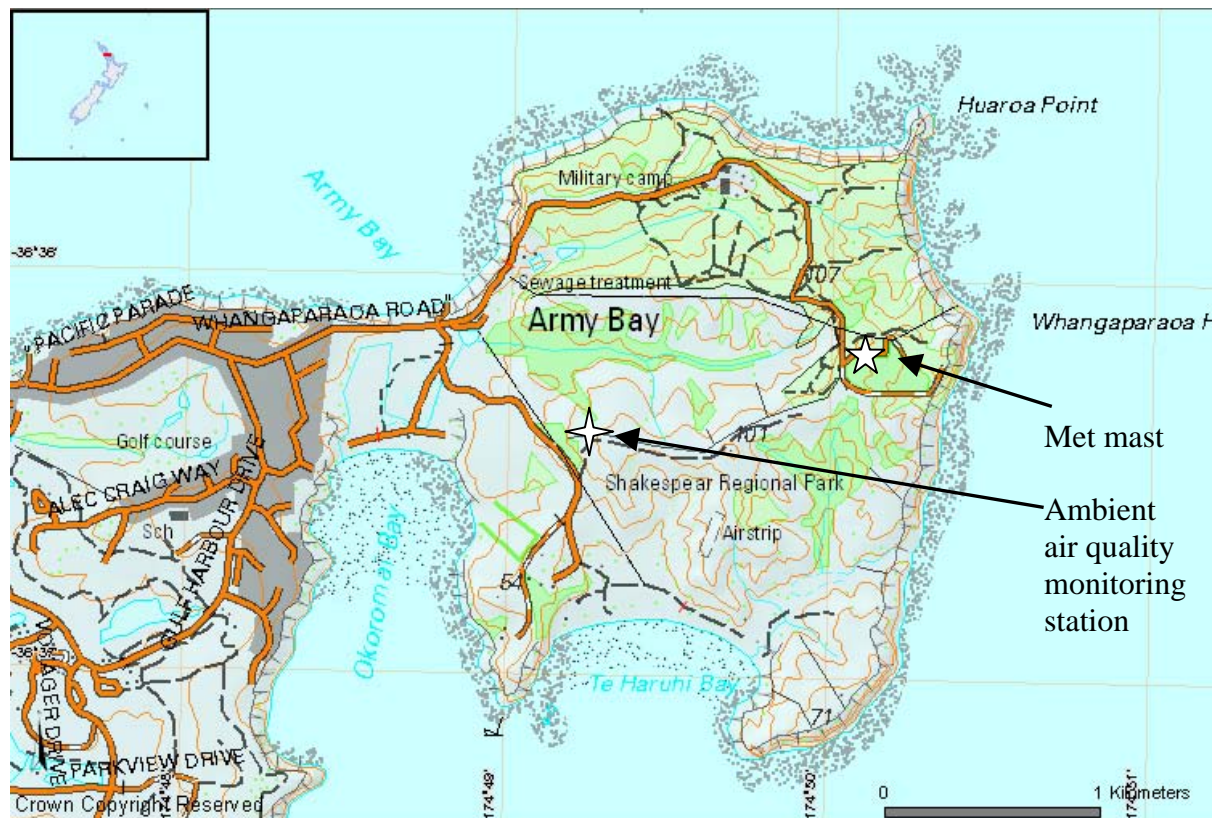 Huaroa Point
Army Bay
Military camp
-36°36'
107
Sewage treatment
"PACIFIC PARADE
WHANGAPARAOA ROAD"
Army Bay
Whangaparaoa H
Met mast
Golf course
101
ALEC CRAIG WAY
GULF HARBOUR DRIVE
Shakespear Regional Park
Ambient
air quality
monitoring
station
Sch
Airstrip
Okoromai Bay
54
-36°37'
VOYAGER DRIVE
Te Haruhi Bay
71
PARKVIEW DRIVE
174°48'
174°49'
174°50'
174°51'
0
1 Kilometers
Crown Copyright Reserved